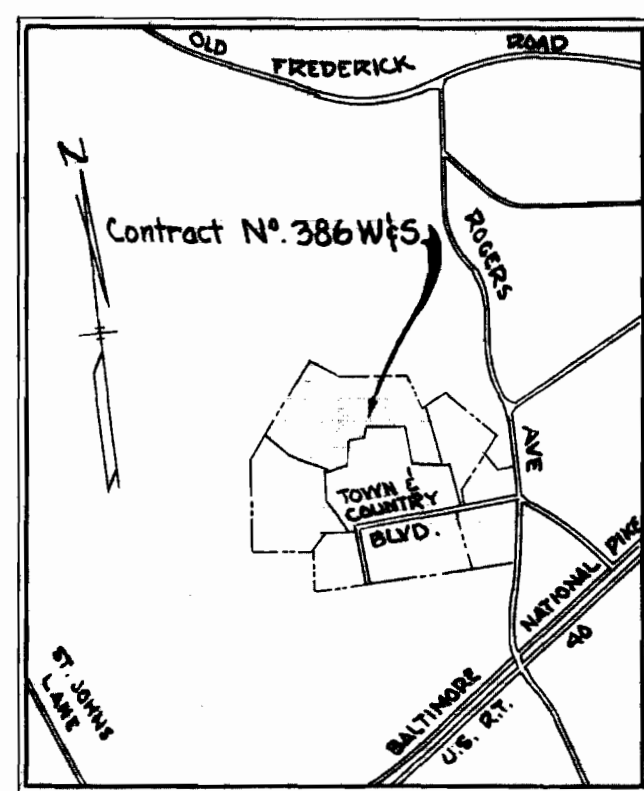 OLD FREDERICK ROAD
N
Contract Nº. 386 W&S.
ROGERS
AVE
TOWN &
COUNTRY
BLVD.
NATIONAL PIKE
40
ST. JOHNS
LANE
BALTIMORE
U.S. RT.